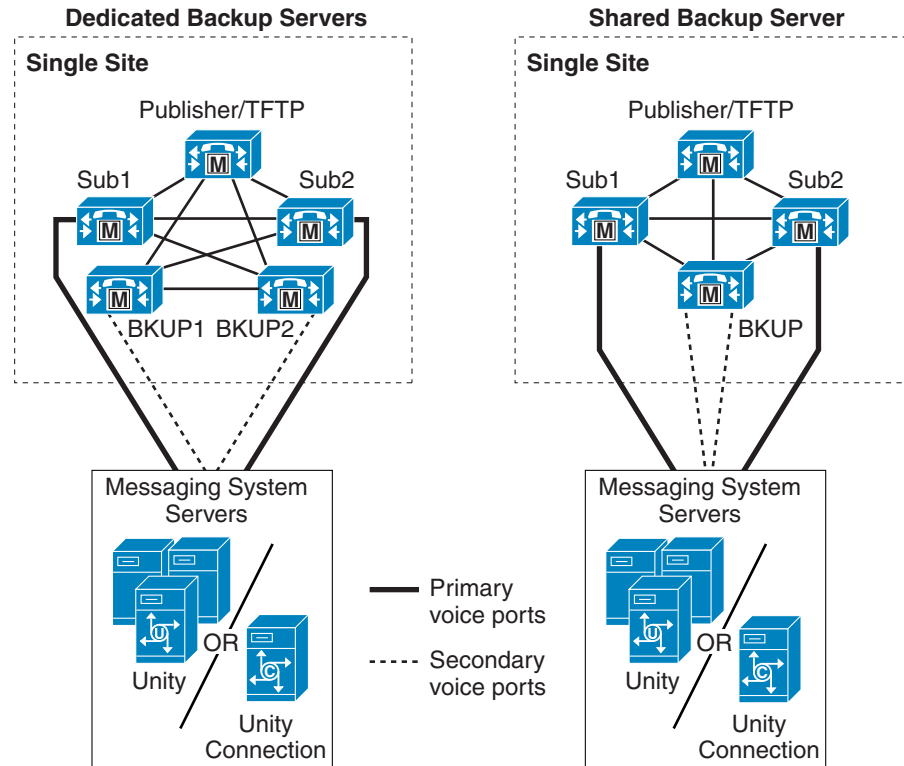 Dedicated Backup Servers
Single Site
Publisher/TFTP
Sub1
Sub2
M
M
M
M
M
BKUP1
BKUP2
Messaging System
Servers
U
OR
C
Unity
Unity
Connection
Primary
voice ports
Secondary
voice ports
Shared Backup Server
Single Site
Publisher/TFTP
Sub1
Sub2
M
M
M
M
BKUP
Messaging System
Servers
U
OR
C
Unity
Unity
Connection